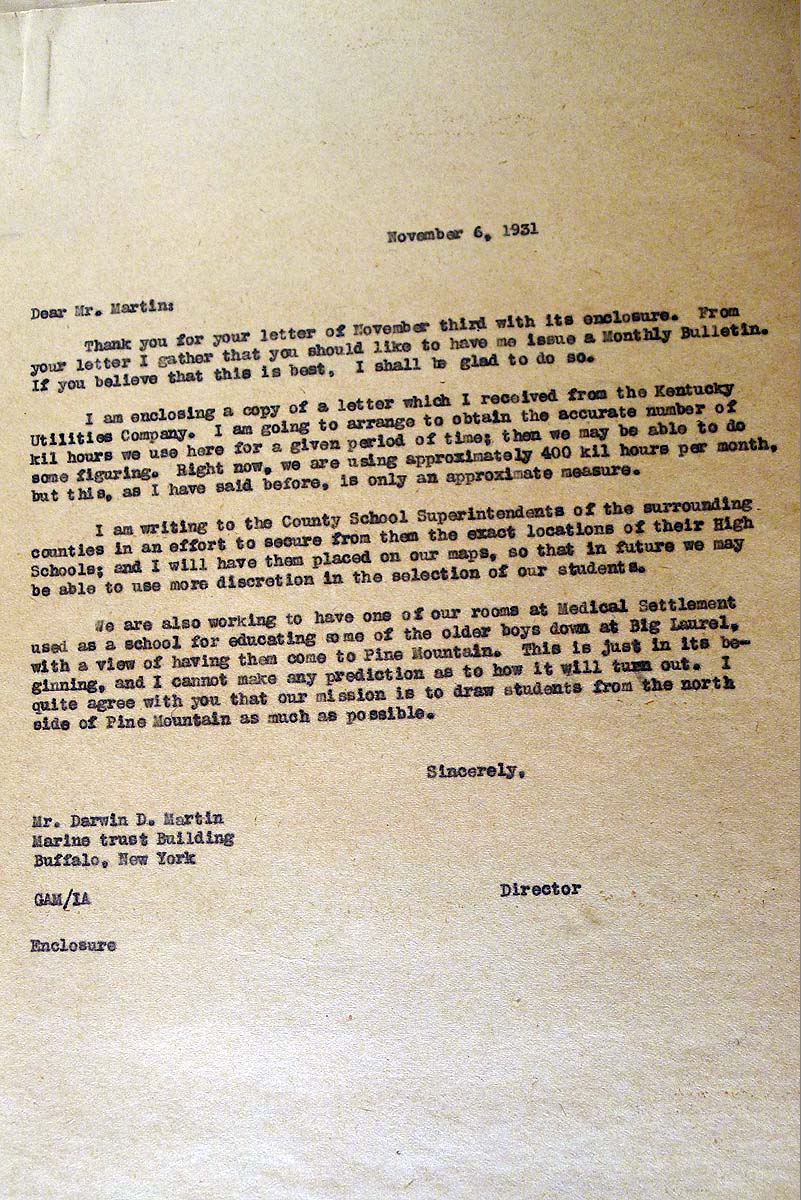 November 6, 1931
Dear Mr. Martin:
Thank you for your letter of November third with its enclosure. From
your letter I gather that you should like to have me issue a Monthly Bulletin.
If you believe that this is best, I shall be glad to do so.
I am enclosing a copy of a letter which I received from the Kentucky
Utilities Company. I am going to arrange to obtain the accurate number of
kil hours we use here for a given period of time; then we may be able to do
some figuring. Right now, we are using approximately 400 kil hours per month,
but this, as I have said before, is only an approximate measure.
I am writing to the County School Superintendents of the surrounding
counties in an effort to secure from them the exact locations of their High
Schools; and I will have them placed on our maps, so that in future we may
be able to use more discretion in the selection of our students.
We are also working to have one of our rooms at Medical Settlement
used as a school for educating some of the older boys down at Big Laurel,
with a view of having them come to Pine Mountain. This is just in its be-
ginning, and I cannot make any prediction as to how it will turn out. I
quite agree with you that our mission is to draw students from the north
side of Pine Mountain as much as possible.
Sincerely,
Mr. Darwin D. Martin
Marine trust Building
Buffalo, New York
Director
GAM/IA
Enclosure